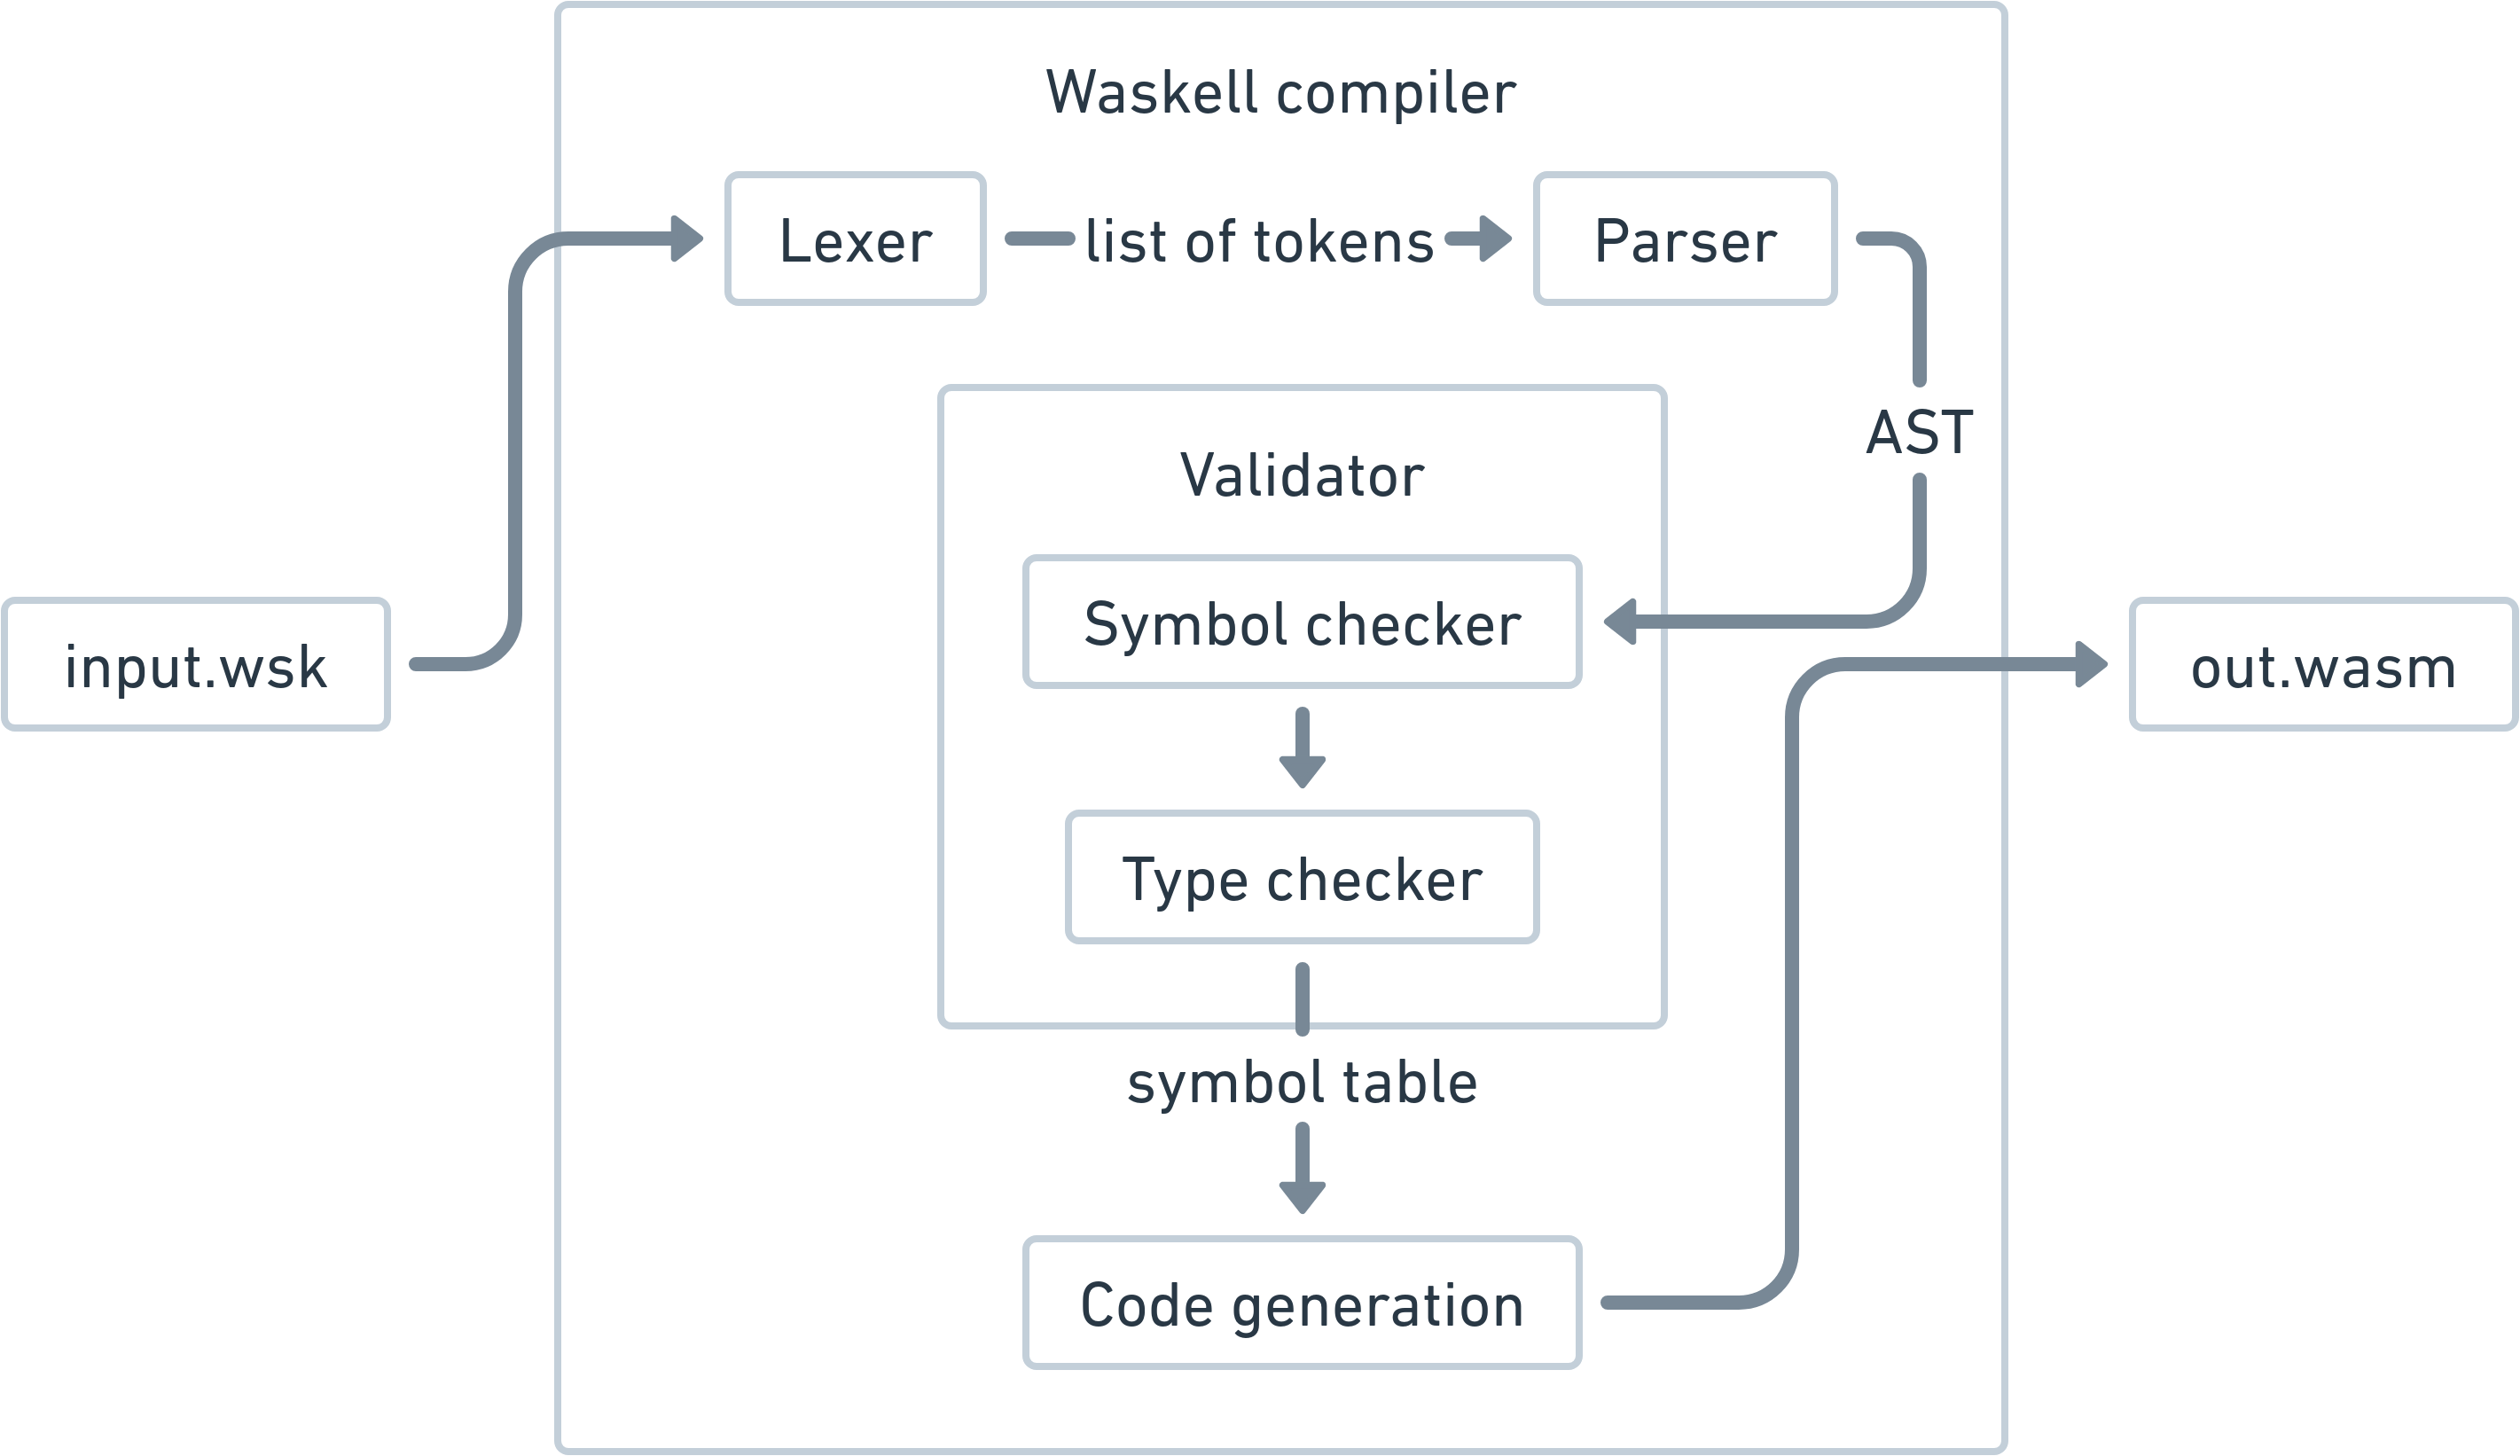 Waskell compiler
Lexer
list of tokens
Parser
AST
Validator
Symbol checker
input.wsk
out.wasm
Type checker
symbol table
Code generation